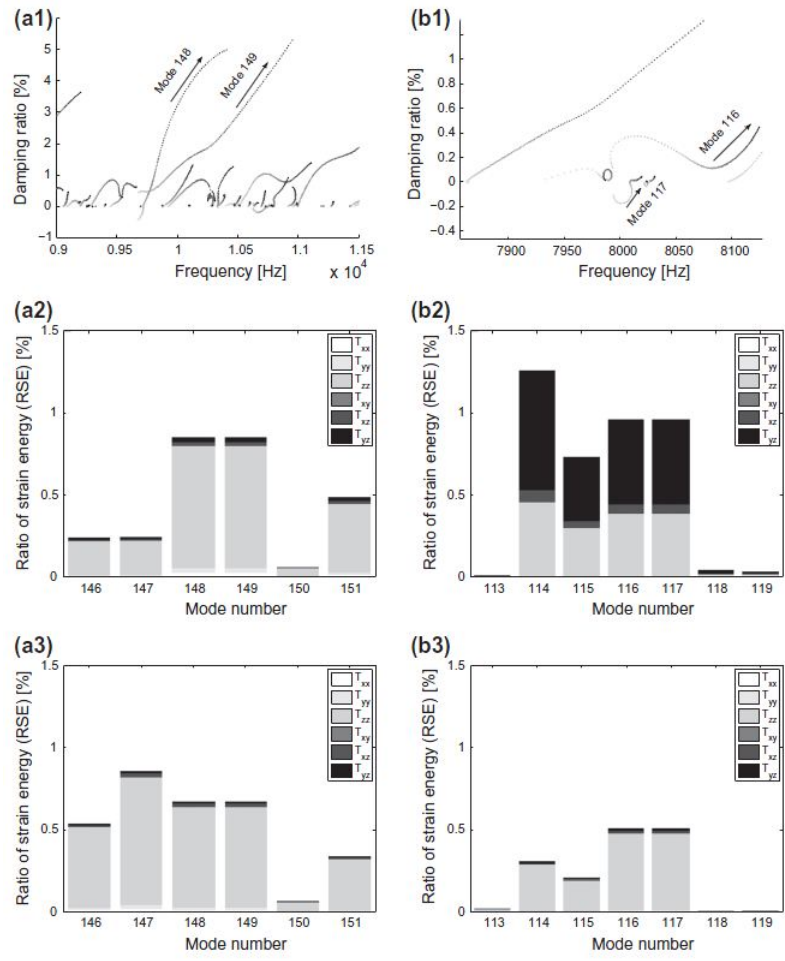 (a1)
Damping ratio [%]
5
4
3
2
1
0
−1
Mode 148
Mode 149
0.9 0.95 1 1.05 1.1 1.15
Frequency [Hz]
x 10^4
(b1)
Damping ratio [%]
1
0.8
0.6
0.4
0.2
0
−0.2
−0.4
Mode 116
Mode 117
7900 7950 8000 8050 8100
Frequency [Hz]
(a2)
Ratio of strain energy (RSE) [%]
1.5
1
0.5
0
T_xx
T_yy
T_zz
T_xy
T_xz
T_yz
146 147 148 149 150 151
Mode number
(b2)
Ratio of strain energy (RSE) [%]
1.5
1
0.5
0
T_xx
T_yy
T_zz
T_xy
T_xz
T_yz
113 114 115 116 117 118 119
Mode number
(a3)
Ratio of strain energy (RSE) [%]
1.5
1
0.5
0
T_xx
T_yy
T_zz
T_xy
T_xz
T_yz
146 147 148 149 150 151
Mode number
(b3)
Ratio of strain energy (RSE) [%]
1.5
1
0.5
0
T_xx
T_yy
T_zz
T_xy
T_xz
T_yz
113 114 115 116 117 118 119
Mode number